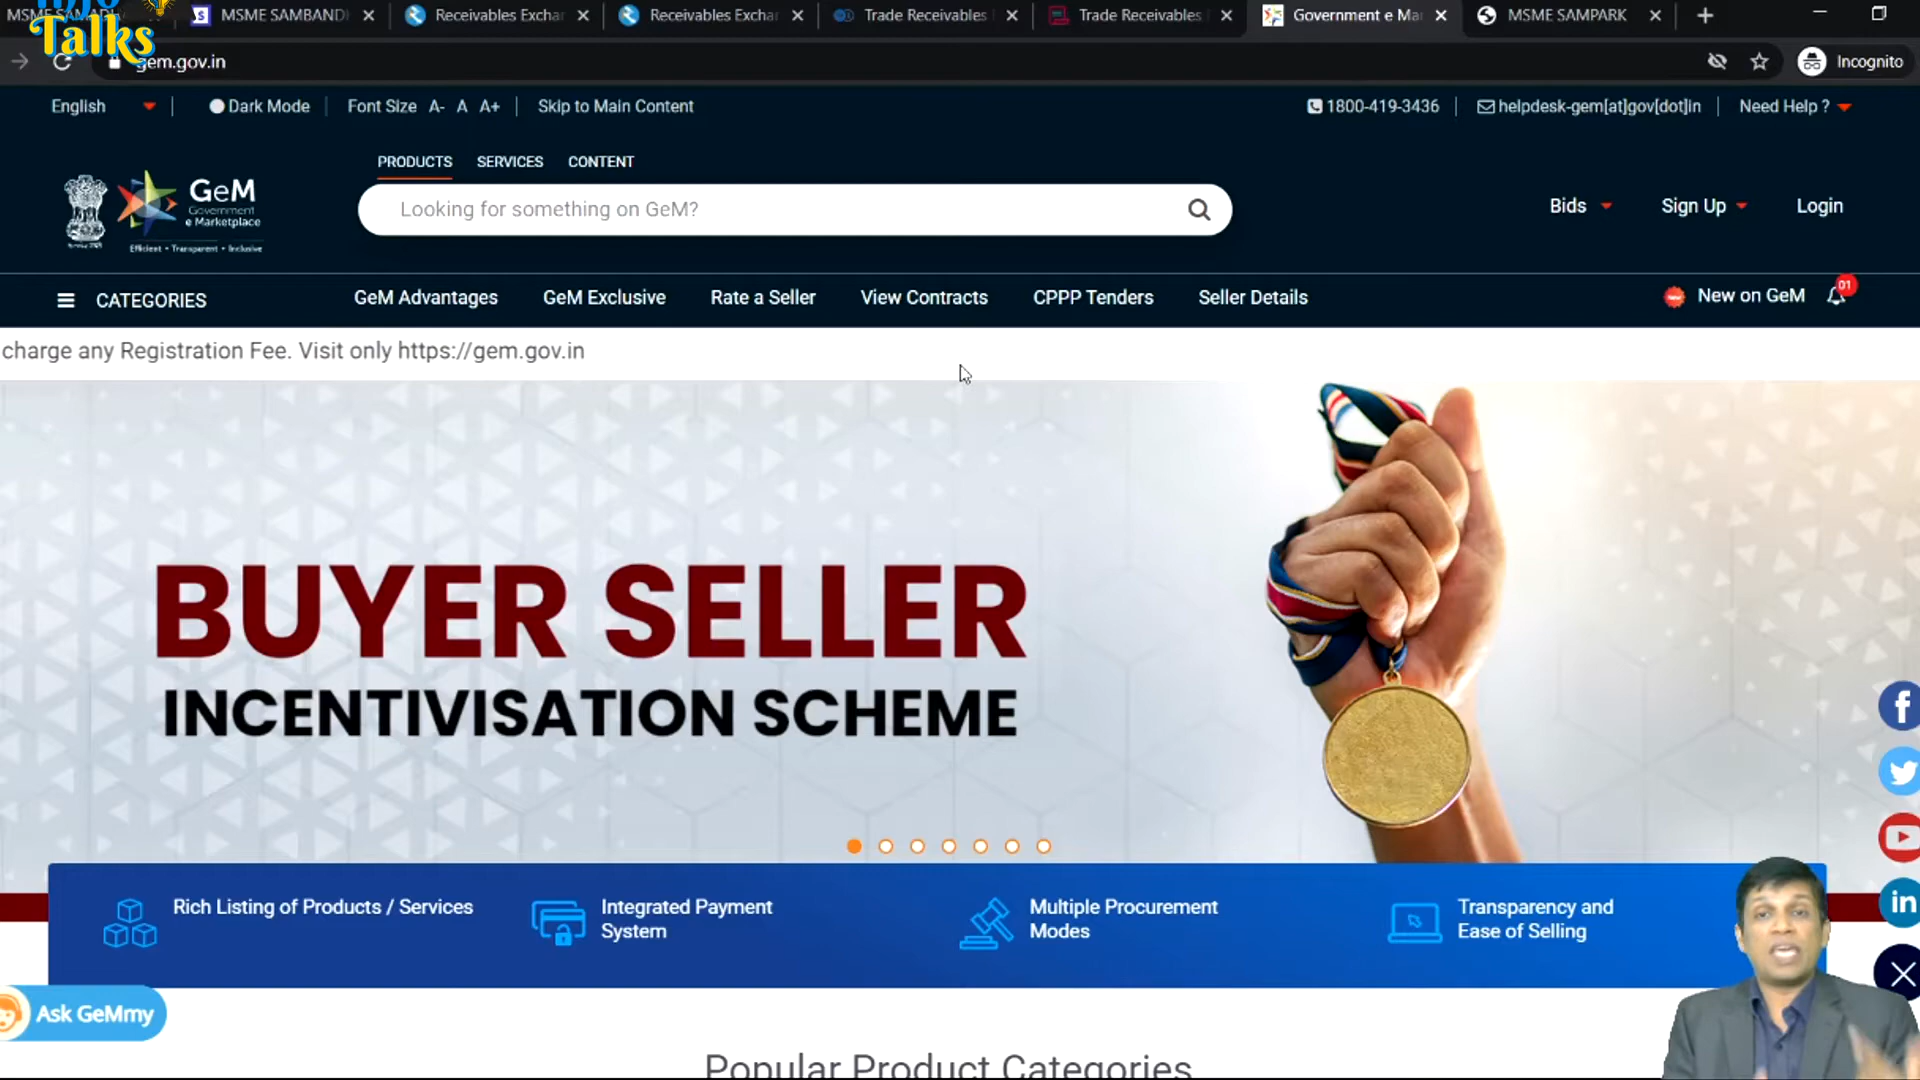 MSME SAMBAND
Receivables Exchar
Receivables Exchar
Trade Receivables
Trade Receivables
Government e Mar
MSME SAMPARK
Talks
gem.gov.in
Incognito
English
Dark Mode
Font Size A- A A+
Skip to Main Content
1800-419-3436
helpdesk-gem[at]gov[dot]in
Need Help ?
PRODUCTS SERVICES CONTENT
GeM
Government
e Marketplace
Efficient • Transparent • Inclusive
Looking for something on GeM?
Bids
Sign Up
Login
CATEGORIES
GeM Advantages
GeM Exclusive
Rate a Seller
View Contracts
CPPP Tenders
Seller Details
New on GeM
01
charge any Registration Fee. Visit only https://gem.gov.in
BUYER SELLER
INCENTIVISATION SCHEME
Rich Listing of Products / Services
Integrated Payment
System
Multiple Procurement
Modes
Transparency and
Ease of Selling
Ask GeMmy
Popular Product Categories